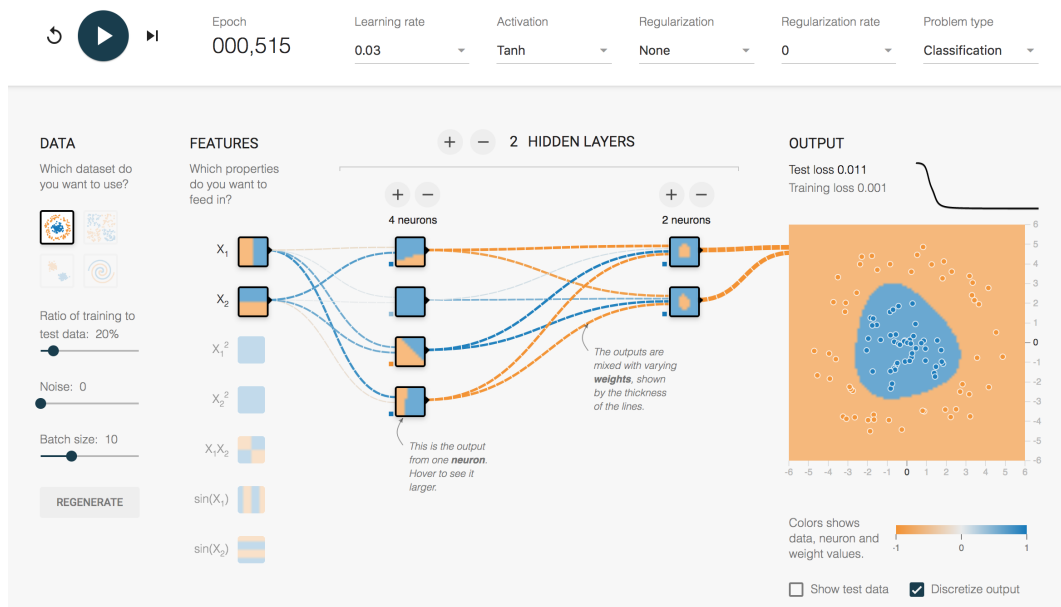 Epoch
000,515
Learning rate
0.03
Activation
Tanh
Regularization
None
Regularization rate
0
Problem type
Classification
DATA
Which dataset do
you want to use?
Ratio of training to
test data: 20%
Noise: 0
Batch size: 10
REGENERATE
FEATURES
Which properties
do you want to
feed in?
X1
X2
X1²
X2²
X1X2
sin(X1)
sin(X2)
+ − 2 HIDDEN LAYERS
+ −
4 neurons
+ −
2 neurons
The outputs are
mixed with varying
weights, shown
by the thickness
of the lines.
This is the output
from one neuron.
Hover to see it
larger.
OUTPUT
Test loss 0.011
Training loss 0.001
6
5
4
3
2
1
0
-1
-2
-3
-4
-5
-6
-6 -5 -4 -3 -2 -1 0 1 2 3 4 5 6
Colors shows
data, neuron and
weight values.
-1 0 1
Show test data
Discretize output